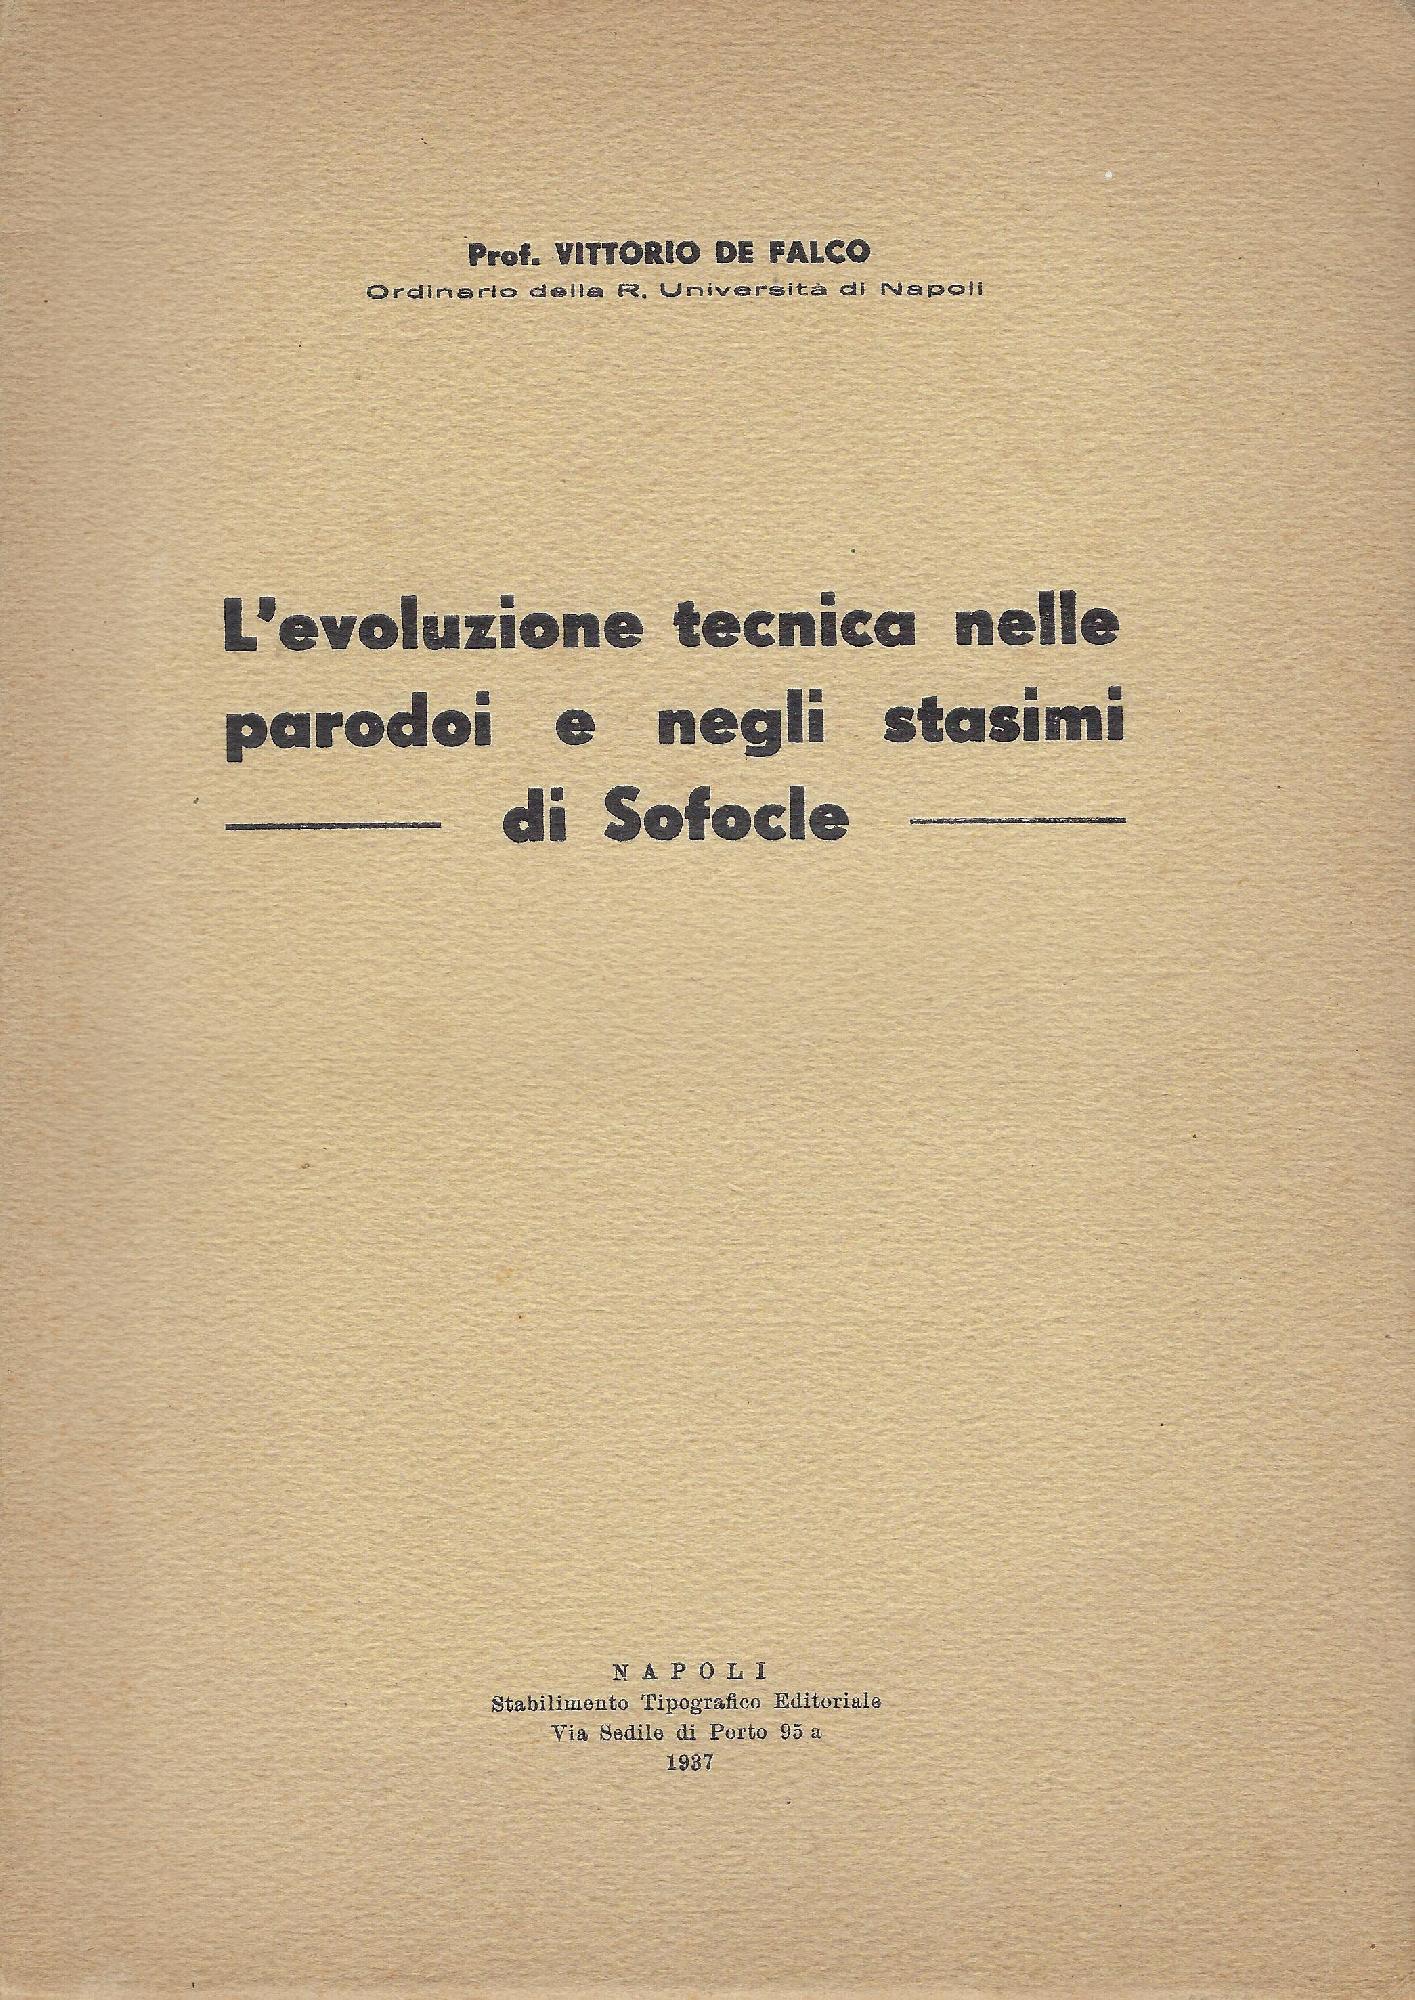 Prof. VITTORIO DE FALCO
Ordinario della R. Università di Napoli
L'evoluzione tecnica nelle
parodoi e negli stasimi
di Sofocle
NAPOLI
Stabilimento Tipografico Editoriale
Via Sedile di Porto 95 a
1937